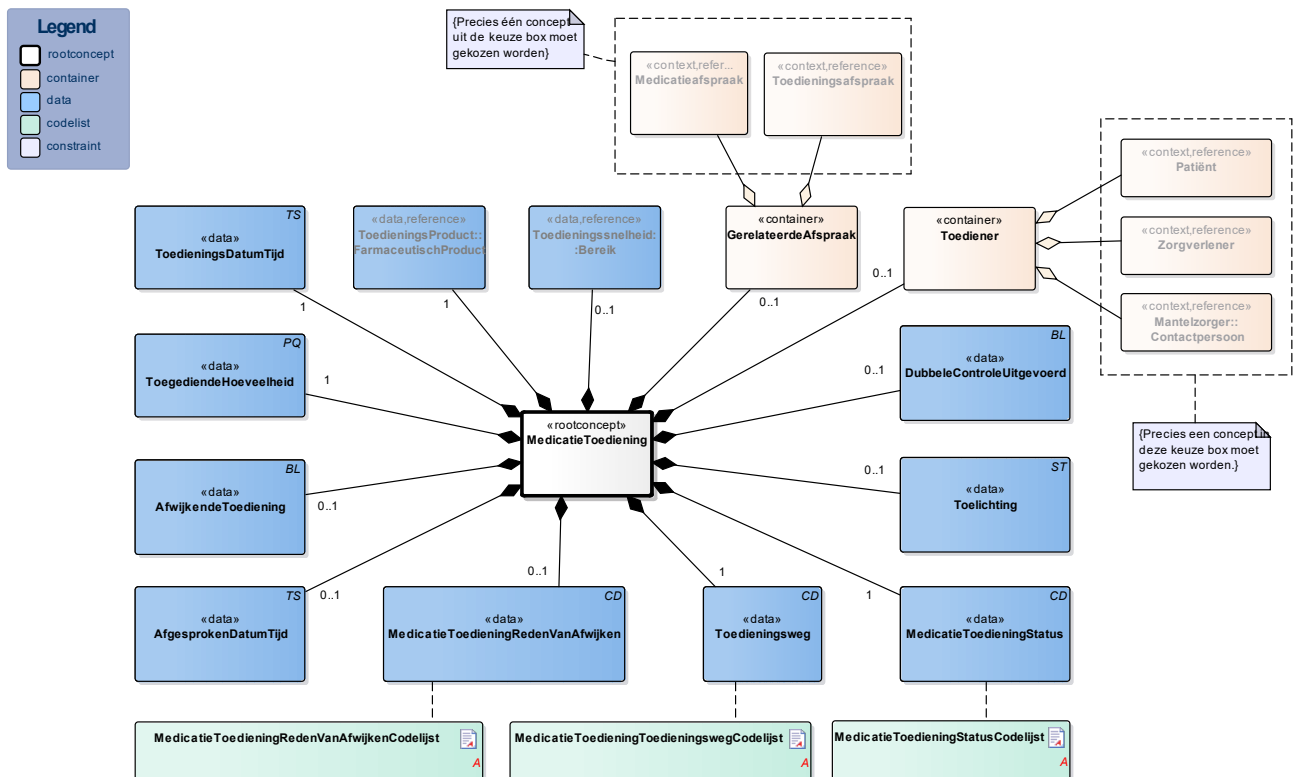 Legend
rootconcept
container
data
codelist
constraint
{Precies één concept
uit de keuze box moet
gekozen worden}
«context,refer...
Medicatieafspraak
«context,reference»
Toedieningsafspraak
«context,reference»
Patiënt
«context,reference»
Zorgverlener
«context,reference»
Mantelzorger::
Contactpersoon
{Precies een concept in
deze keuze box moet
gekozen worden.}
TS
«data»
ToedieningsDatumTijd
1
«data,reference»
ToedieningsProduct::
FarmaceutischProduct
1
«data,reference»
Toedieningssnelheid:
:Bereik
0..1
«container»
GerelateerdeAfspraak
0..1
«container»
Toediener
0..1
PQ
«data»
ToegediendeHoeveelheid
1
BL
«data»
DubbeleControleUitgevoerd
0..1
«rootconcept»
MedicatieToediening
BL
«data»
AfwijkendeToediening
0..1
ST
«data»
Toelichting
0..1
TS
«data»
AfgesprokenDatumTijd
0..1
CD
«data»
MedicatieToedieningRedenVanAfwijken
0..1
CD
«data»
Toedieningsweg
1
CD
«data»
MedicatieToedieningStatus
1
MedicatieToedieningRedenVanAfwijkenCodelijst
A
MedicatieToedieningToedieningswegCodelijst
A
MedicatieToedieningStatusCodelijst
A